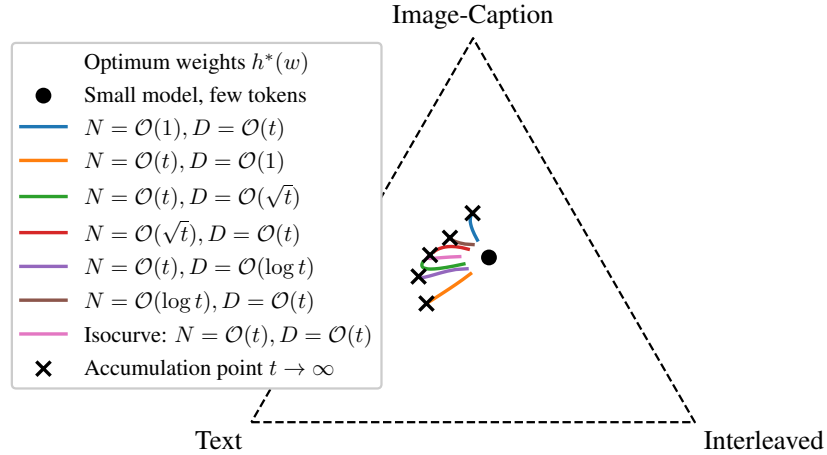 Image-Caption
Optimum weights h*(w)
Small model, few tokens
N = O(1), D = O(t)
N = O(t), D = O(1)
N = O(t), D = O(√t)
N = O(√t), D = O(t)
N = O(t), D = O(log t)
N = O(log t), D = O(t)
Isocurve: N = O(t), D = O(t)
Accumulation point t → ∞
Text
Interleaved